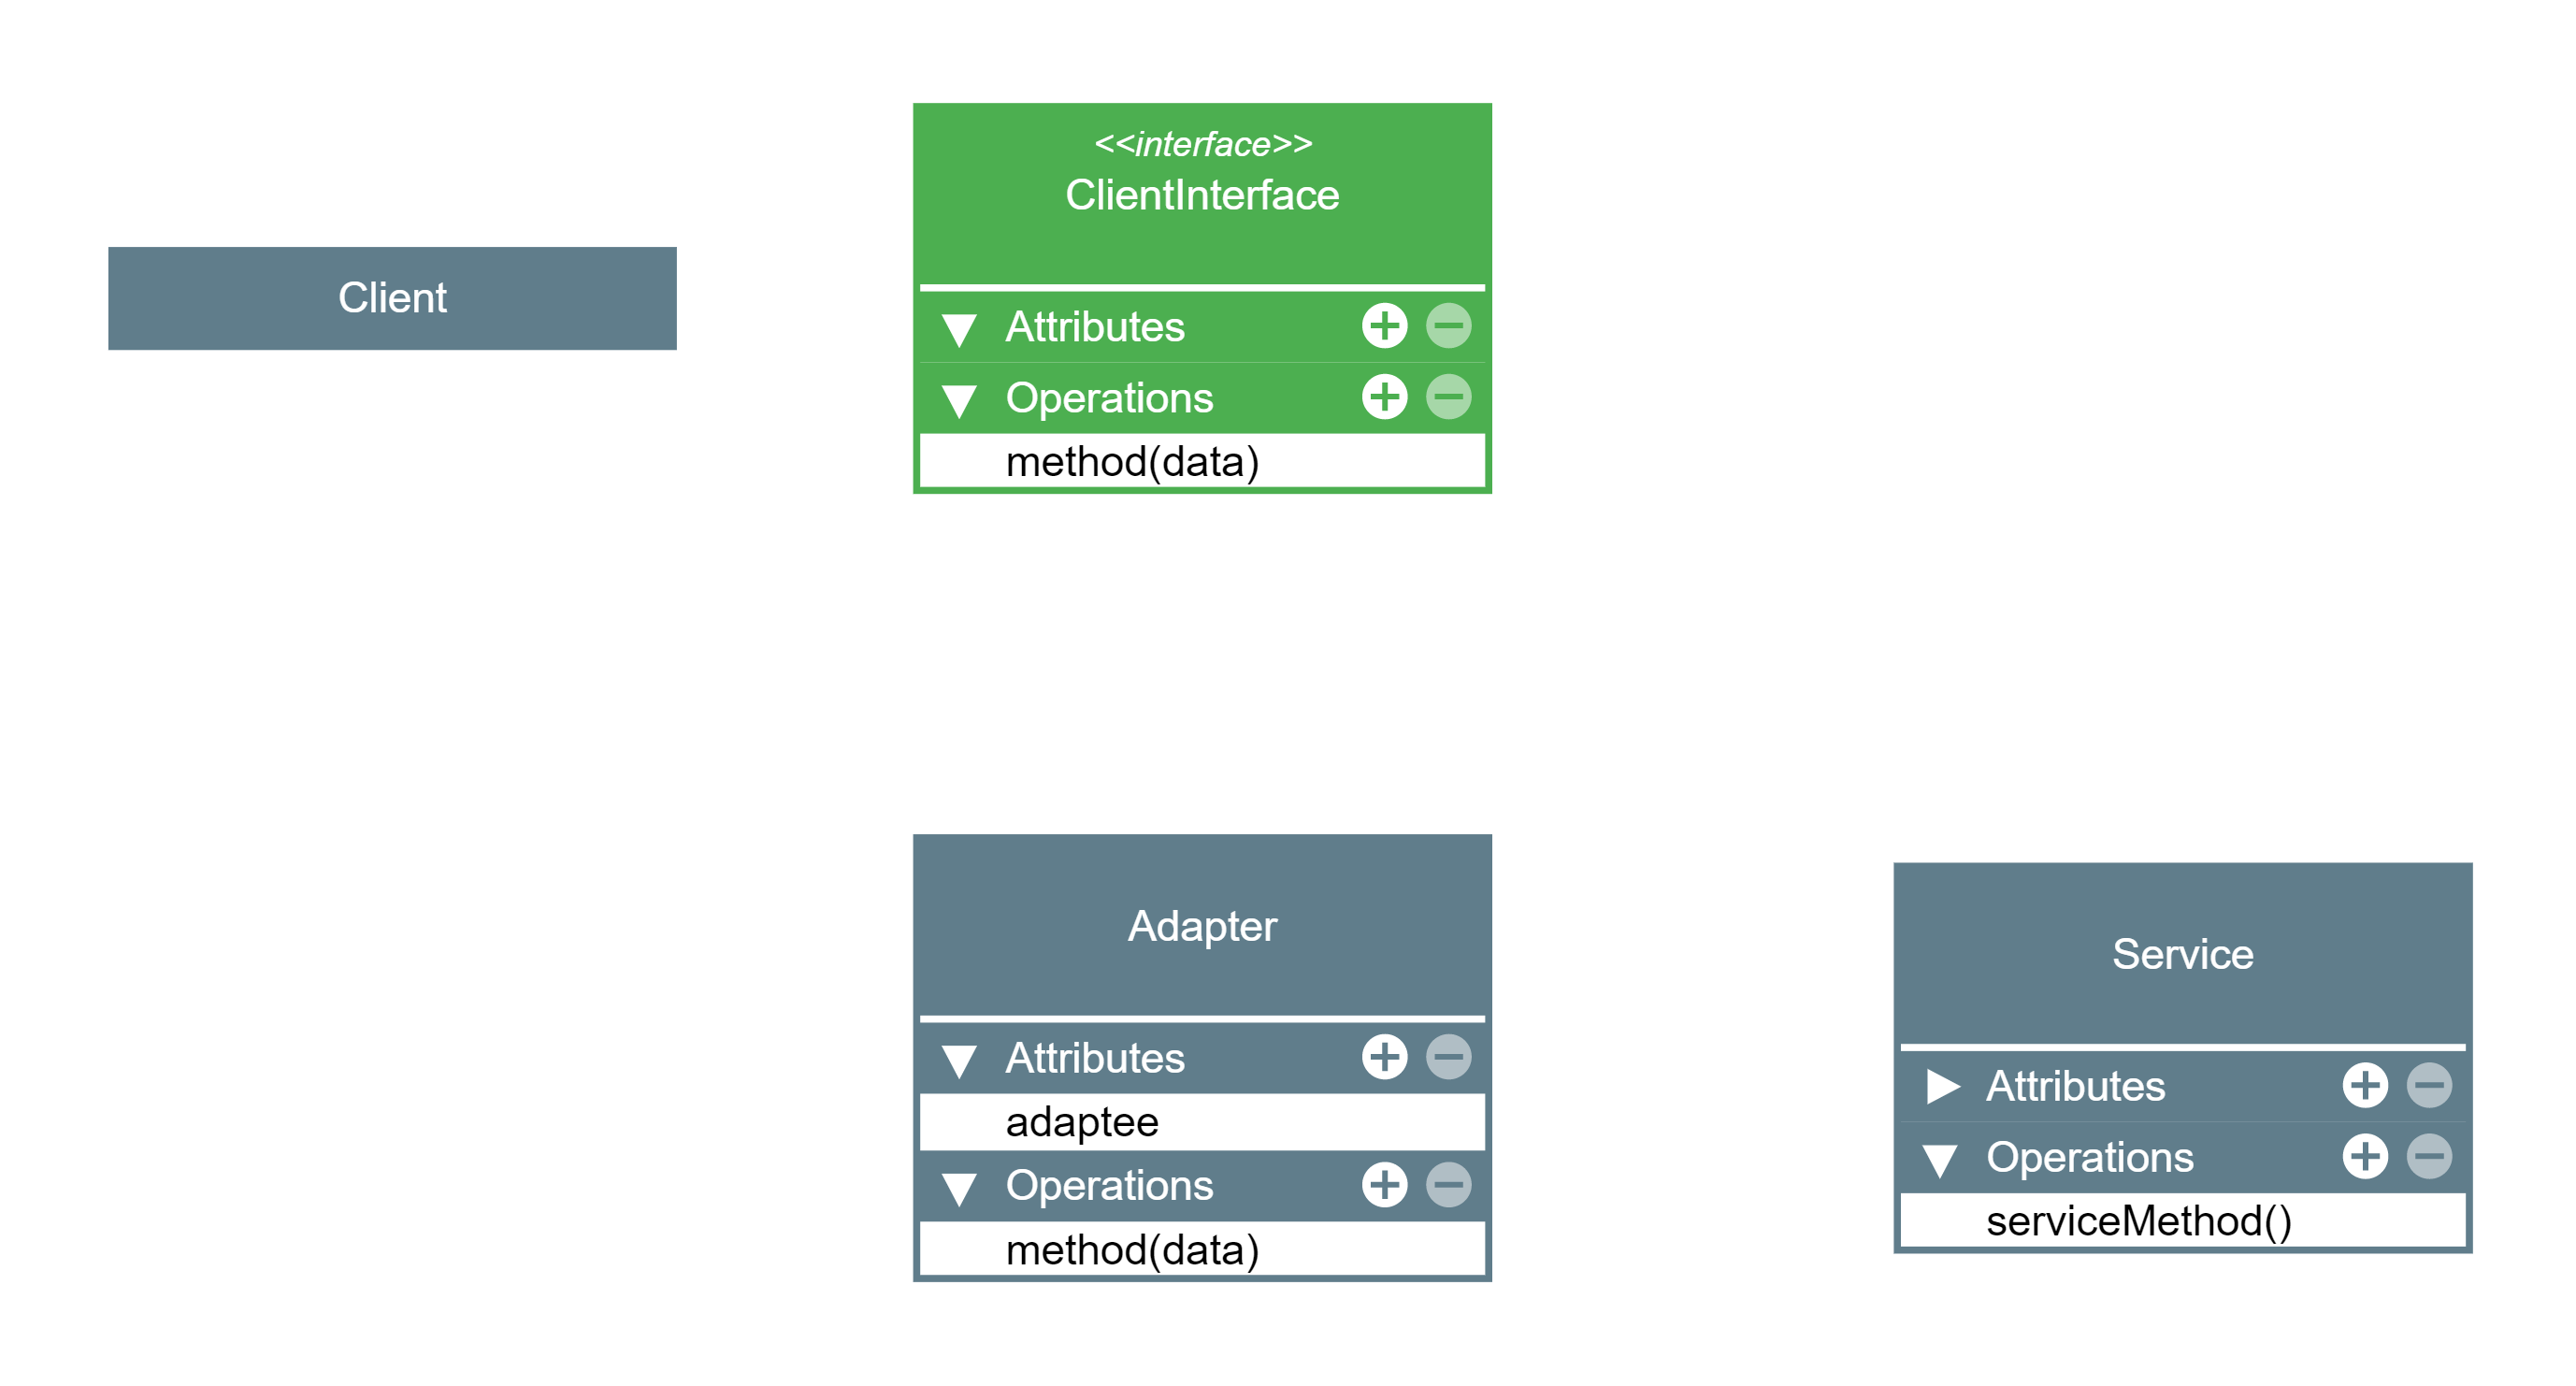 Client
<<interface>>
ClientInterface
Attributes
Operations
method(data)
Adapter
Attributes
adaptee
Operations
method(data)
Service
Attributes
Operations
serviceMethod()